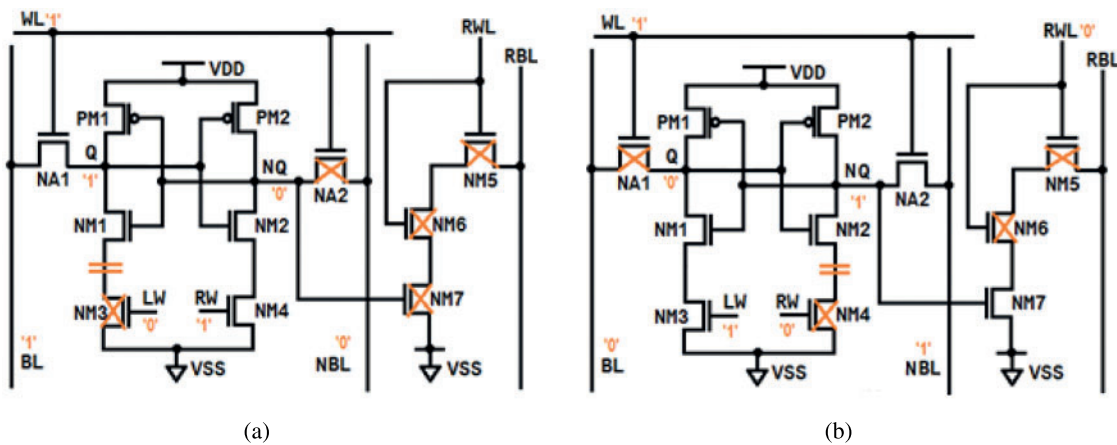 WL '1'
RWL
RBL
VDD
PM1
PM2
Q
'1'
NQ
'0'
NA1
NA2
NM5
NM1
NM2
NM6
NM3
LW
'0'
RW
'1'
NM4
NM7
'1'
BL
VSS
'0'
NBL
VSS
(a)
WL '1'
RWL '0'
RBL
VDD
PM1
PM2
Q
'0'
NQ
'1'
NA1
NA2
NM5
NM1
NM2
NM6
NM3
LW
'1'
RW
'0'
NM4
NM7
'0'
BL
VSS
'1'
NBL
VSS
(b)